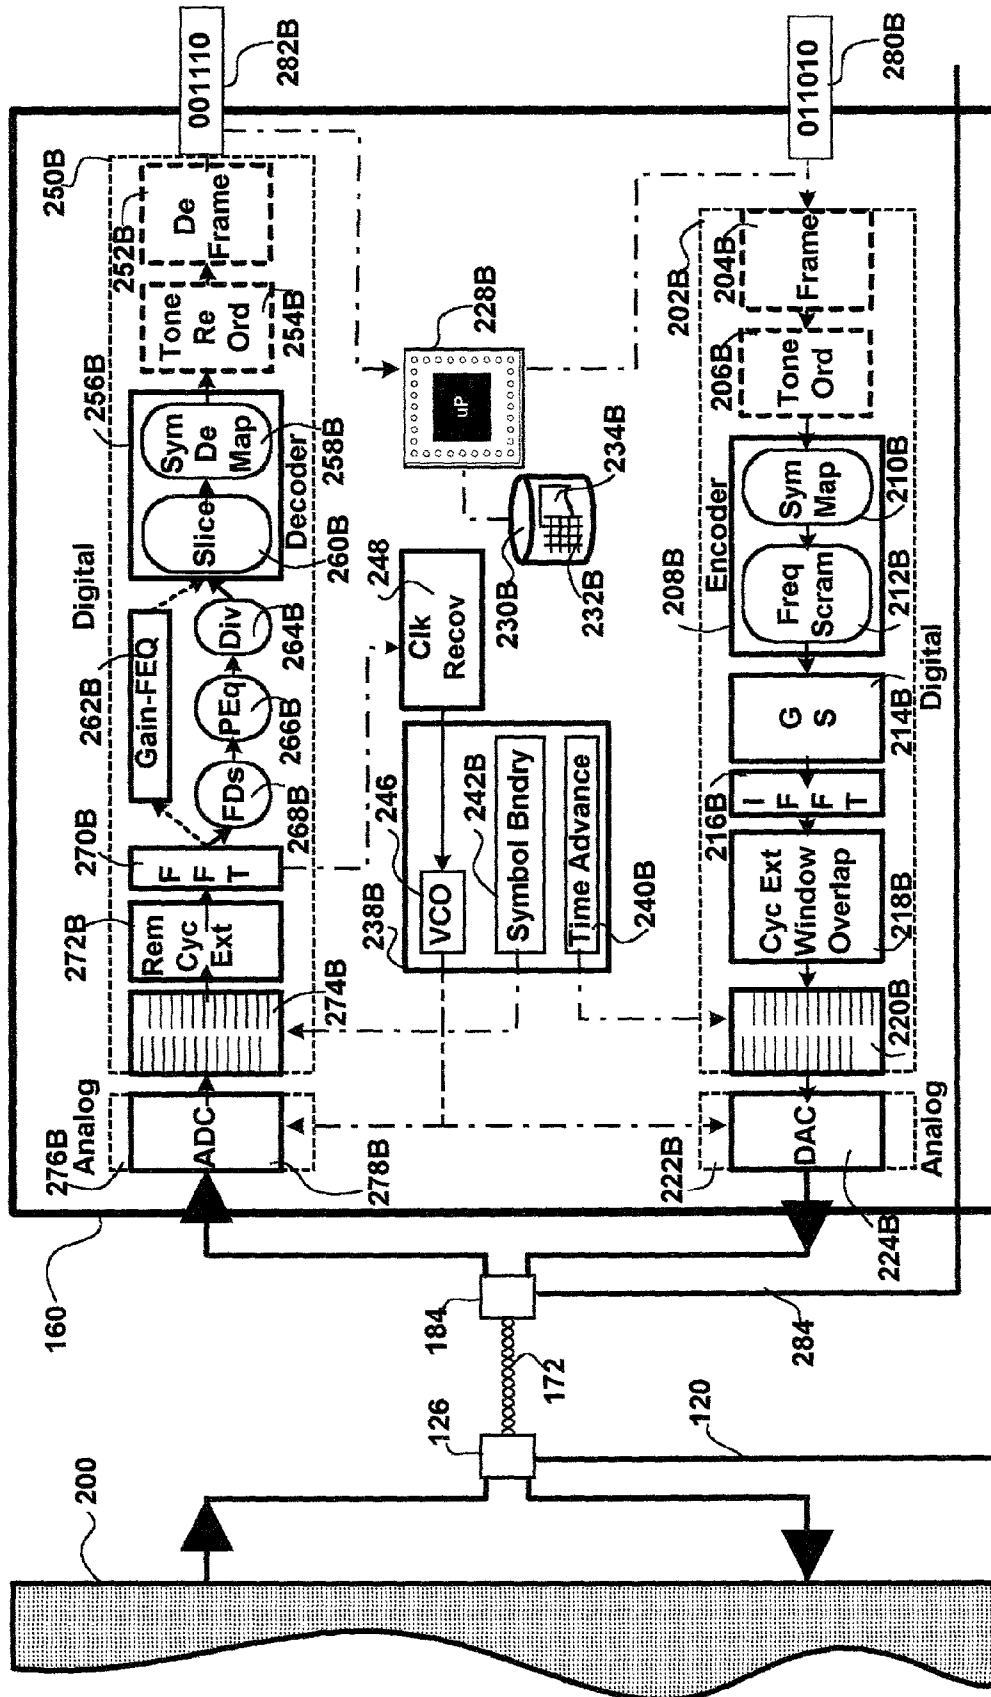 200
160
276B
Analog
ADC
278B
274B
272B
Rem
Cyc
Ext
270B
F
F
T
268B
FDs
266B
PEq
264B
Div
262B
Gain-FEQ
Digital
256B
Slice
260B
Sym
De
Map
258B
Decoder
254B
Tone
Re
Ord
252B
De
Frame
250B
001110
282B
126
172
184
120
284
238B
246
VCO
242B
Symbol Bndry
Time Advance
240B
248
Clk
Recov
230B
232B
234B
uP
228B
222B
DAC
224B
Analog
220B
218B
Cyc Ext
Window
Overlap
216B
I
F
F
T
214B
G
S
Digital
208B
Encoder
Freq
Scram
212B
Sym
Map
210B
206B
Tone
Ord
202B
204B
Frame
011010
280B